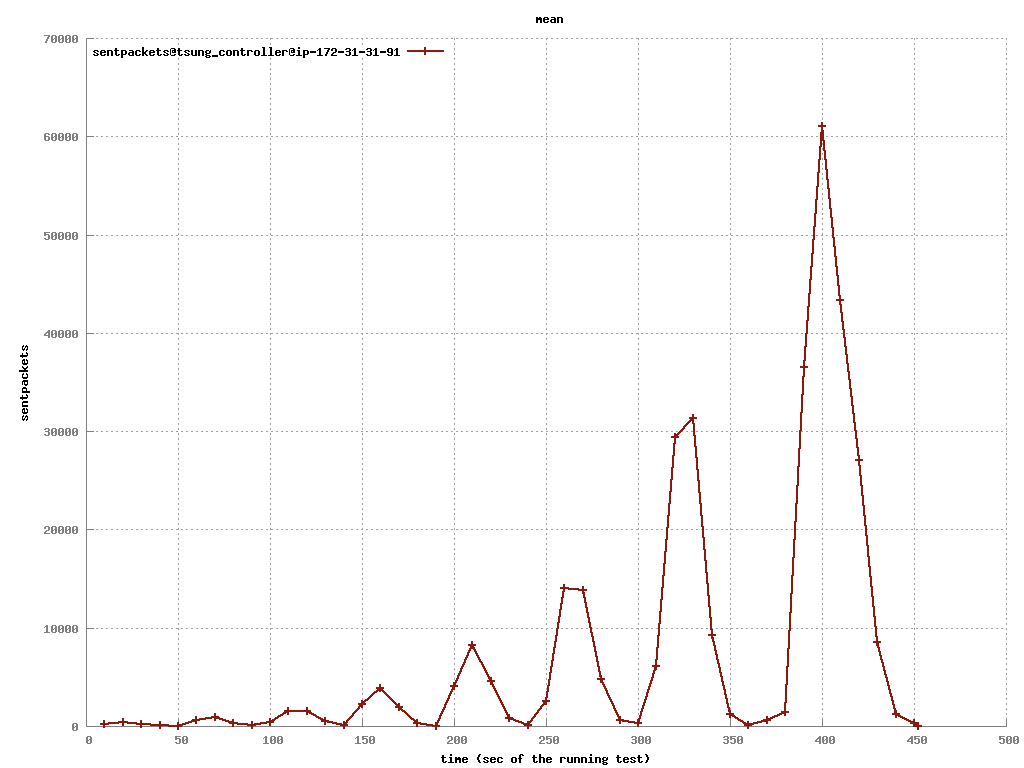 mean
sentpackets@tsung_controller@ip-172-31-31-91
70000
60000
50000
40000
30000
20000
10000
0
sentpackets
0 50 100 150 200 250 300 350 400 450 500
time (sec of the running test)